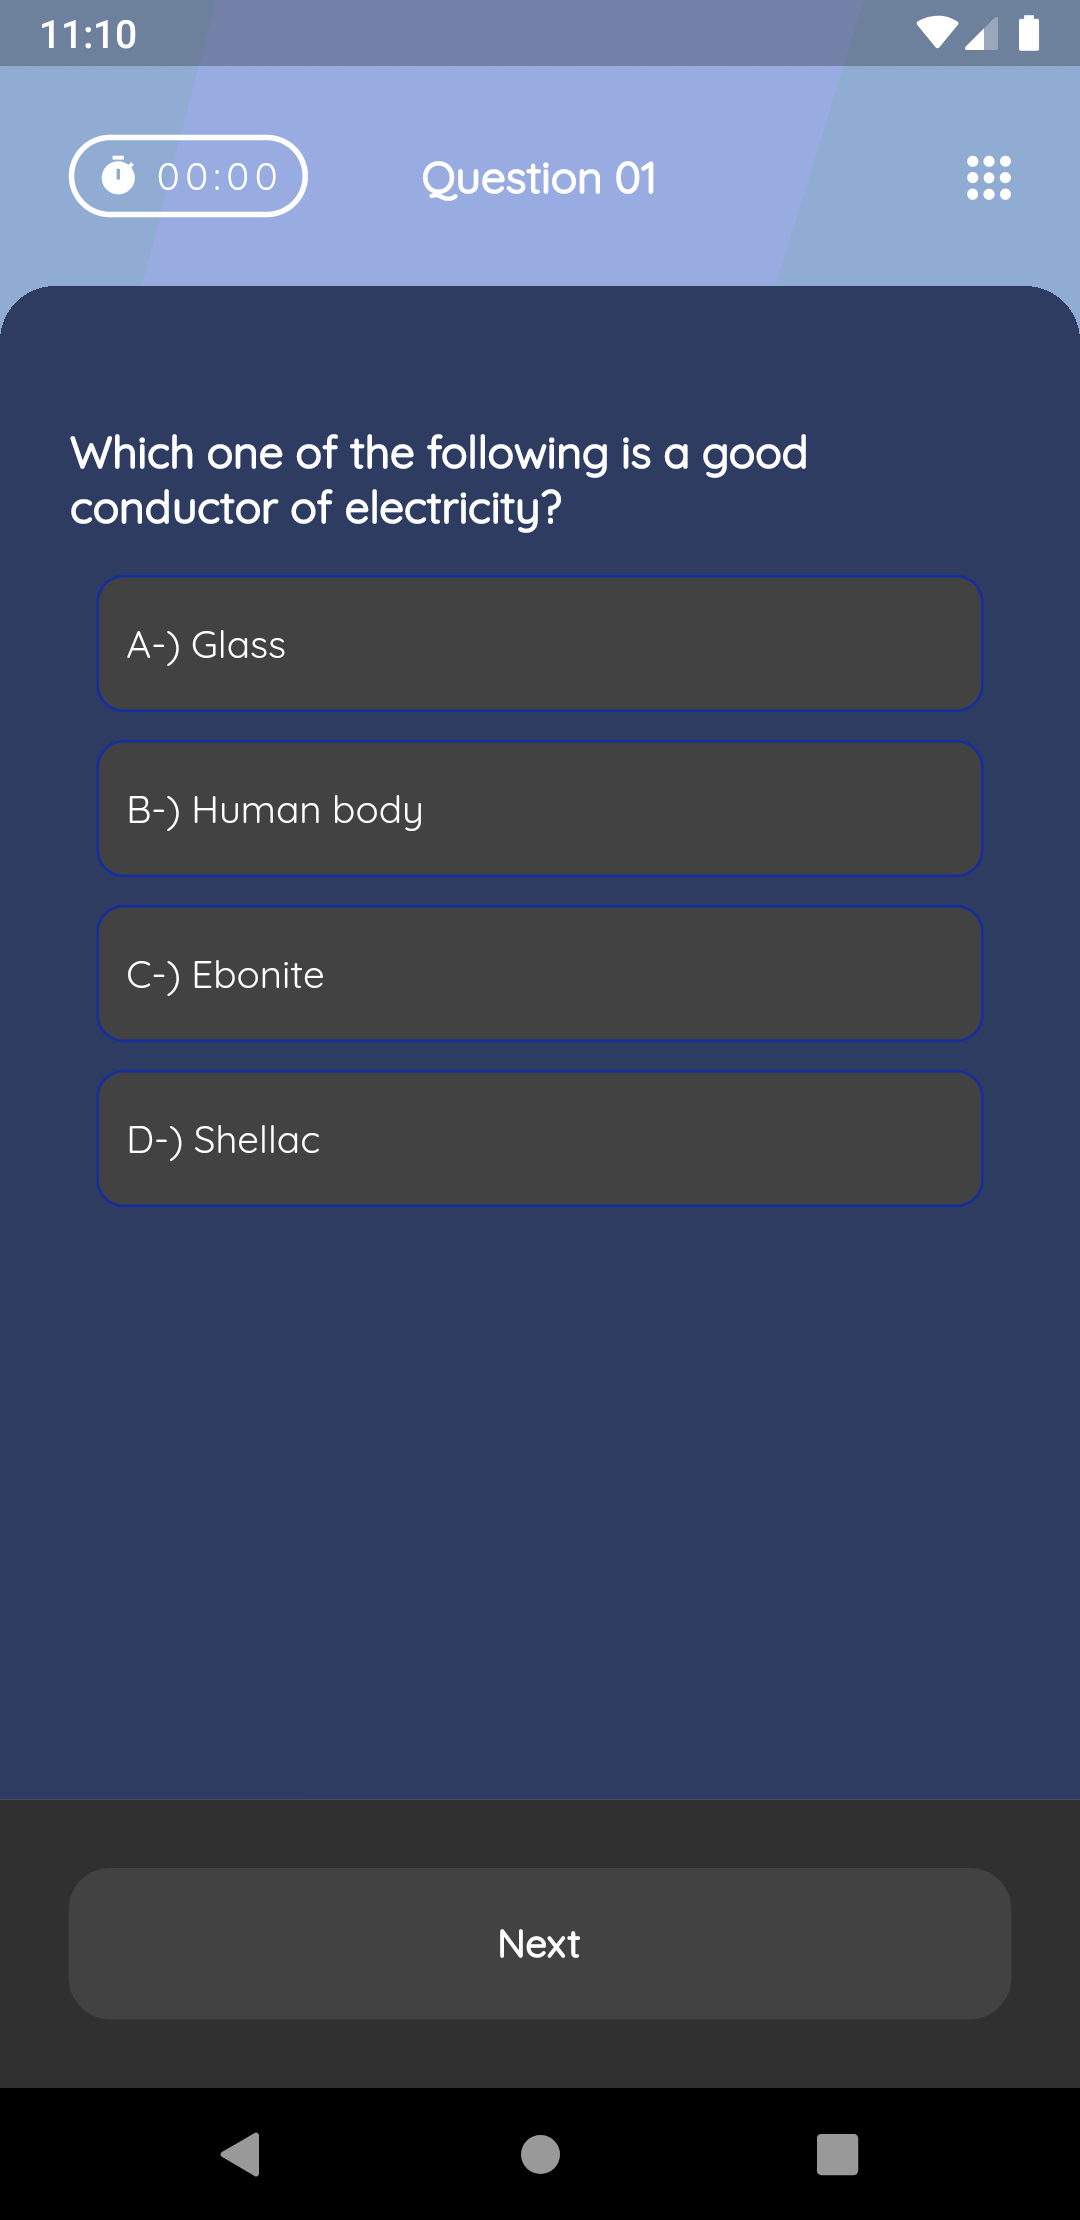 11:10
00:00
Question 01
Which one of the following is a good
conductor of electricity?
A-) Glass
B-) Human body
C-) Ebonite
D-) Shellac
Next